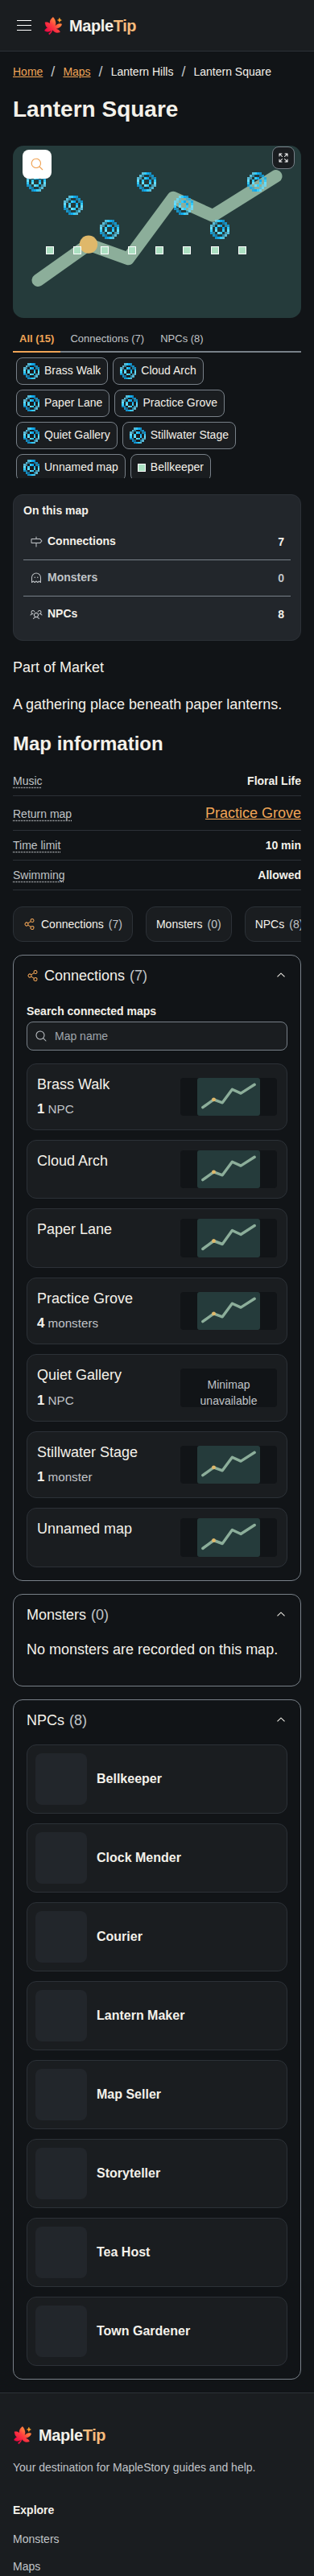 MapleTip
Home / Maps / Lantern Hills / Lantern Square
Lantern Square
All (15) Connections (7) NPCs (8)
Brass Walk Cloud Arch
Paper Lane Practice Grove
Quiet Gallery Stillwater Stage
Unnamed map Bellkeeper
On this map
Connections 7
Monsters 0
NPCs 8
Part of Market
A gathering place beneath paper lanterns.
Map information
Music Floral Life
Return map Practice Grove
Time limit 10 min
Swimming Allowed
Connections (7) Monsters (0) NPCs (8)
Connections (7)
Search connected maps
Map name
Brass Walk
1 NPC
Cloud Arch
Paper Lane
Practice Grove
4 monsters
Quiet Gallery
1 NPC
Minimap
unavailable
Stillwater Stage
1 monster
Unnamed map
Monsters (0)
No monsters are recorded on this map.
NPCs (8)
Bellkeeper
Clock Mender
Courier
Lantern Maker
Map Seller
Storyteller
Tea Host
Town Gardener
MapleTip
Your destination for MapleStory guides and help.
Explore
Monsters
Maps